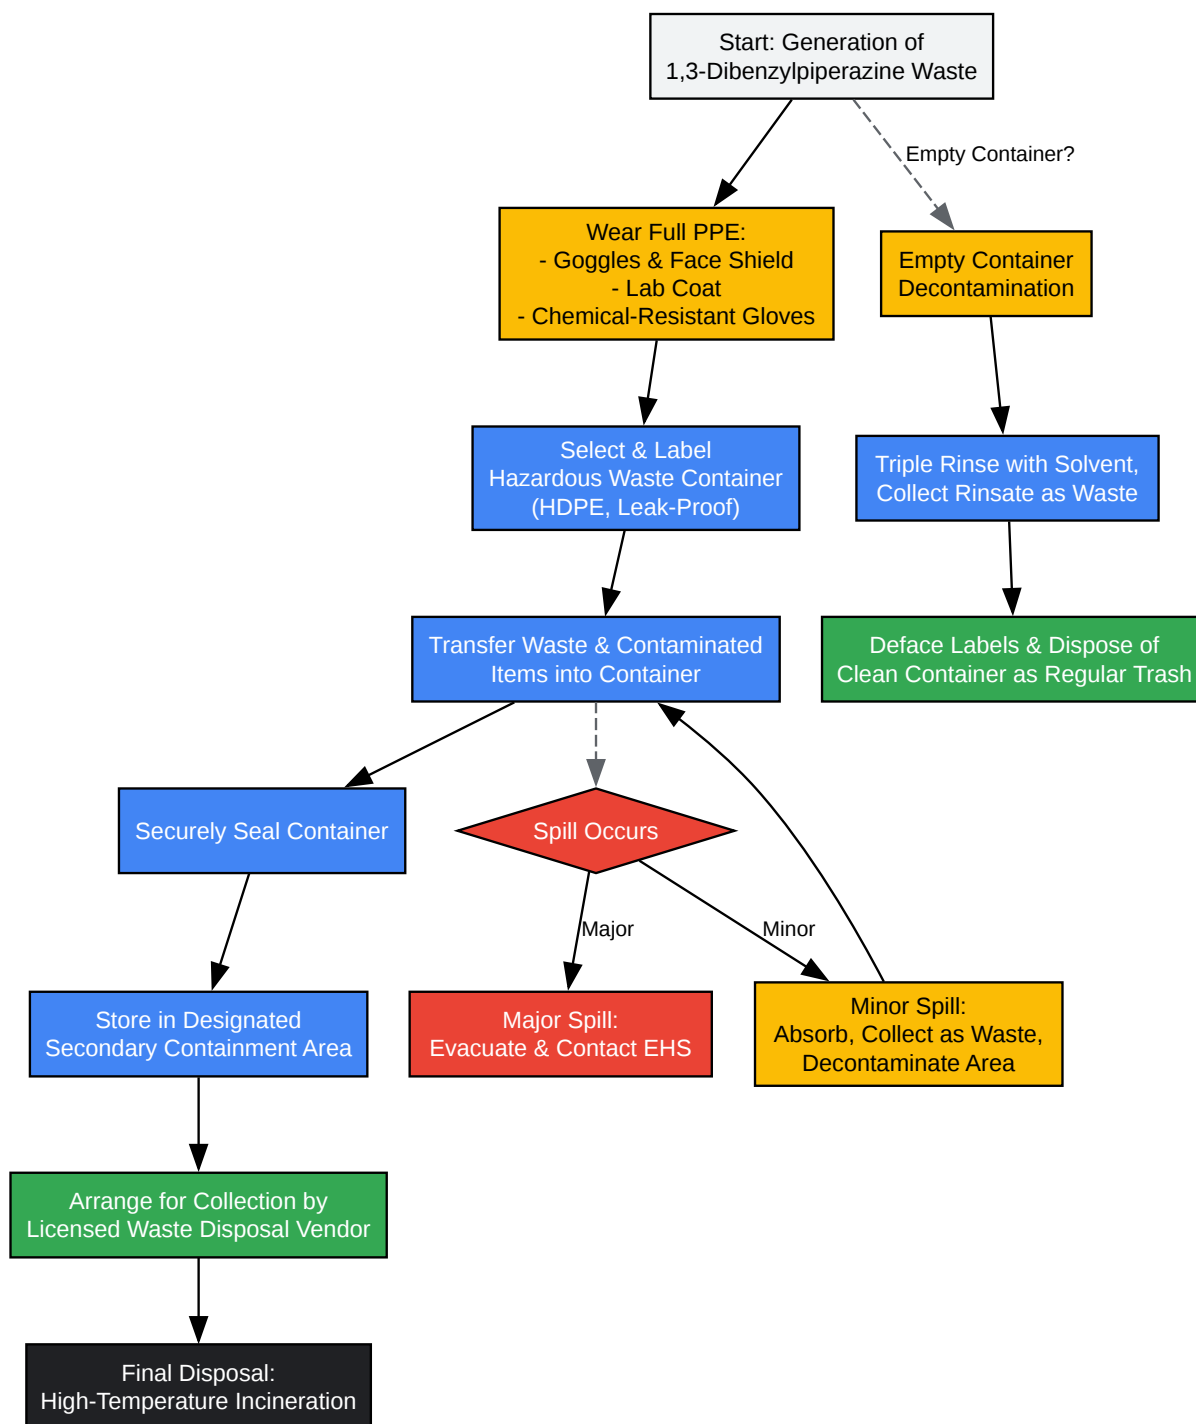 Start: Generation of
1,3-Dibenzylpiperazine Waste
Empty Container?
Wear Full PPE:
- Goggles & Face Shield
- Lab Coat
- Chemical-Resistant Gloves
Empty Container
Decontamination
Select & Label
Hazardous Waste Container
(HDPE, Leak-Proof)
Triple Rinse with Solvent,
Collect Rinsate as Waste
Transfer Waste & Contaminated
Items into Container
Deface Labels & Dispose of
Clean Container as Regular Trash
Securely Seal Container
Spill Occurs
Major
Minor
Store in Designated
Secondary Containment Area
Major Spill:
Evacuate & Contact EHS
Minor Spill:
Absorb, Collect as Waste,
Decontaminate Area
Arrange for Collection by
Licensed Waste Disposal Vendor
Final Disposal:
High-Temperature Incineration